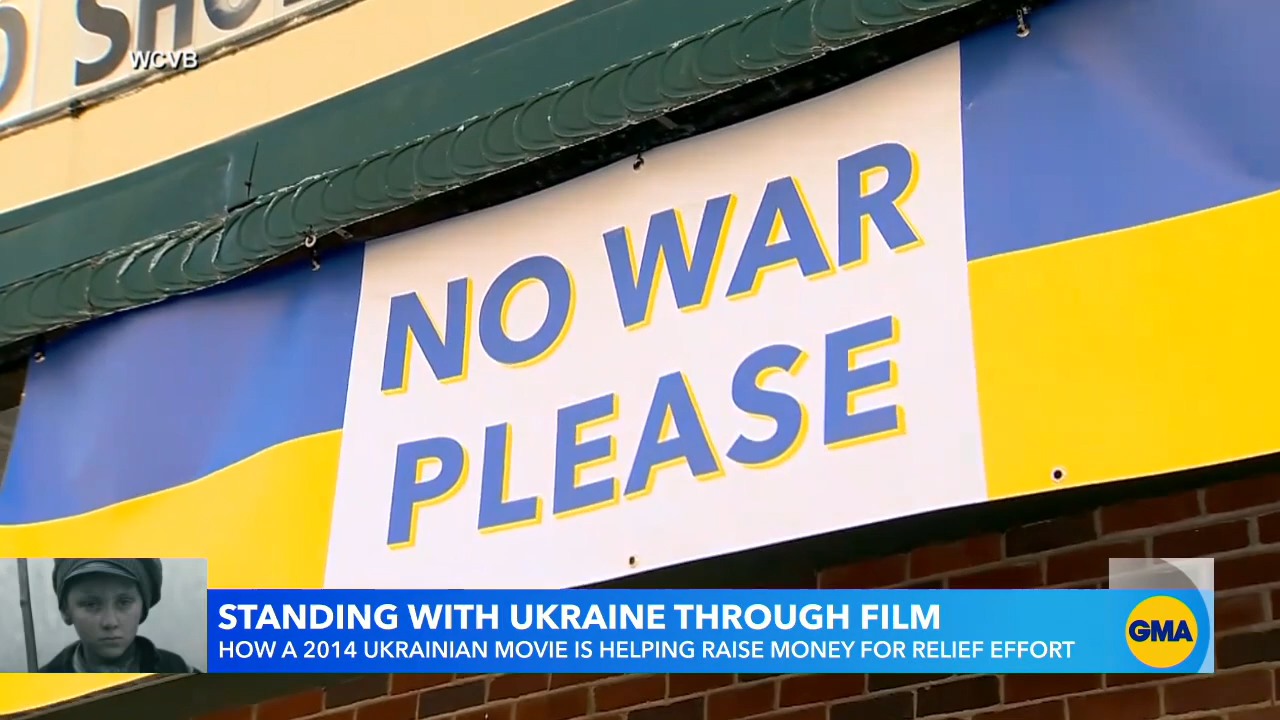 WCVB
NO WAR
PLEASE
STANDING WITH UKRAINE THROUGH FILM
HOW A 2014 UKRAINIAN MOVIE IS HELPING RAISE MONEY FOR RELIEF EFFORT
GMA